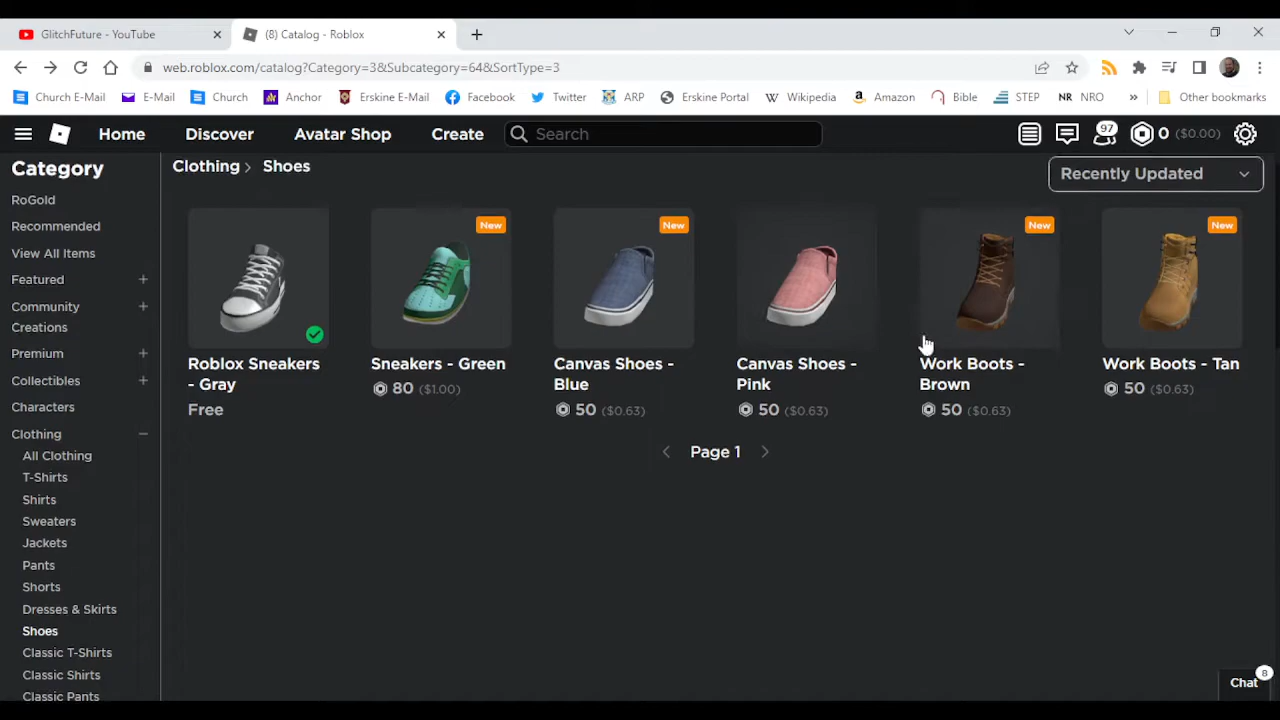 GlitchFuture - YouTube
(8) Catalog - Roblox
web.roblox.com/catalog?Category=3&Subcategory=64&SortType=3
Church E-Mail
E-Mail
Church
Anchor
Erskine E-Mail
Facebook
Twitter
ARP
Erskine Portal
Wikipedia
Amazon
Bible
STEP
NR NRO
Other bookmarks
Home
Discover
Avatar Shop
Create
Search
97
0 ($0.00)
Category
RoGold
Recommended
View All Items
Featured +
Community
Creations +
Premium +
Collectibles +
Characters
Clothing −
All Clothing
T-Shirts
Shirts
Sweaters
Jackets
Pants
Shorts
Dresses & Skirts
Shoes
Classic T-Shirts
Classic Shirts
Classic Pants
Clothing > Shoes
Recently Updated
Roblox Sneakers
- Gray
Free
New
Sneakers - Green
80 ($1.00)
New
Canvas Shoes -
Blue
50 ($0.63)
Canvas Shoes -
Pink
50 ($0.63)
New
Work Boots -
Brown
50 ($0.63)
New
Work Boots - Tan
50 ($0.63)
Page 1
Chat
8